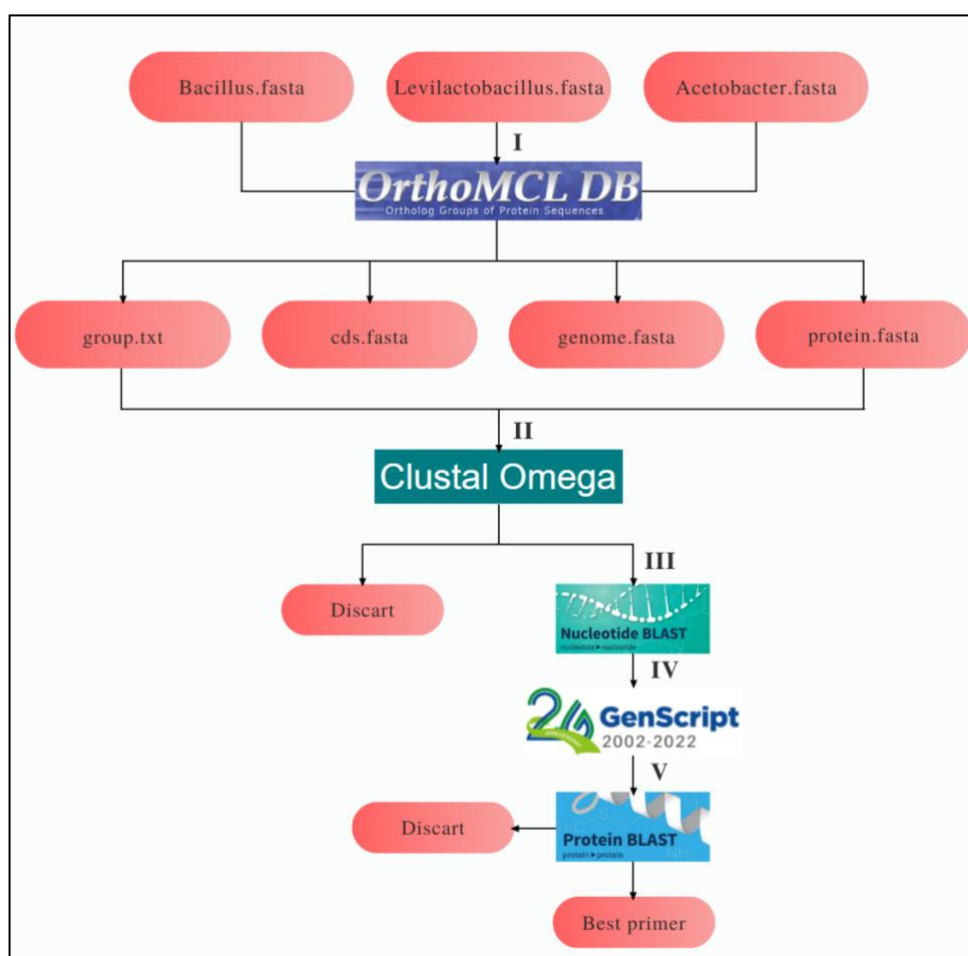 Bacillus.fasta
Levilactobacillus.fasta
Acetobacter.fasta
I
OrthoMCL DB
Ortholog Groups of Protein Sequences
group.txt
cds.fasta
genome.fasta
protein.fasta
II
Clustal Omega
III
Discart
Nucleotide BLAST
nucleotide ▸ nucleotide
IV
GenScript
2002-2022
V
Discart
Protein BLAST
protein ▸ protein
Best primer